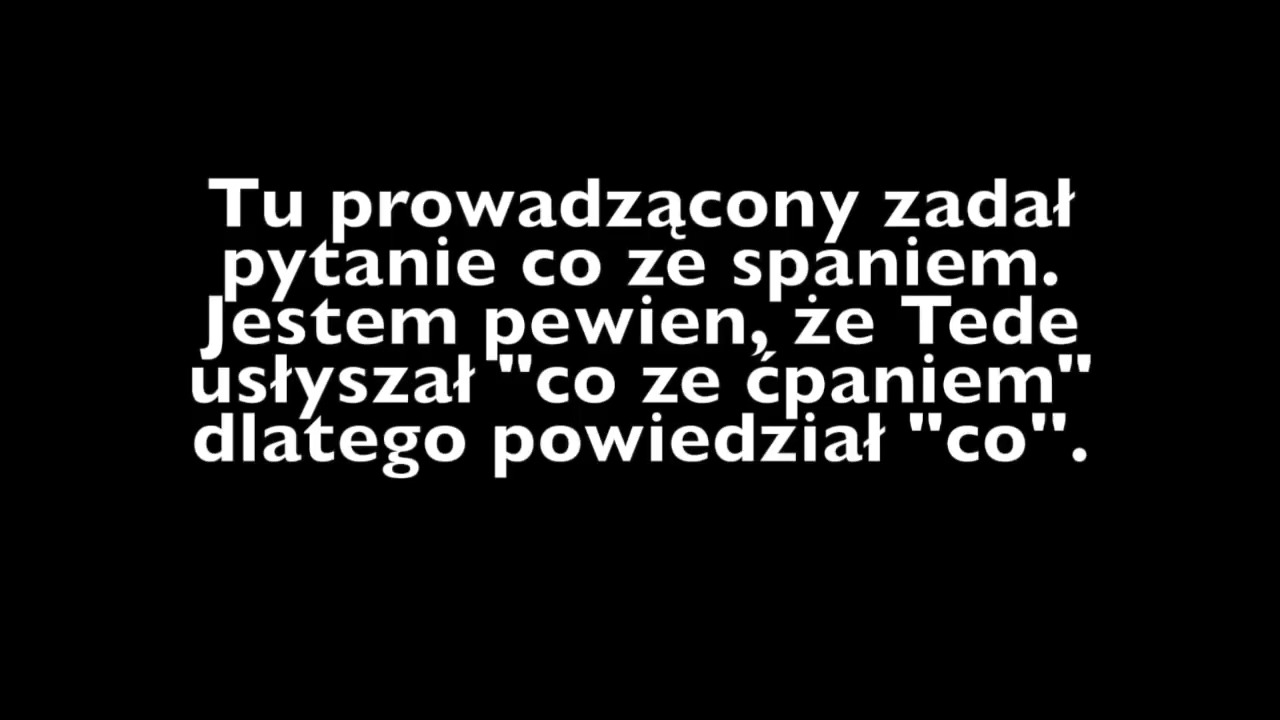 Tu prowadzącony zadał
pytanie co ze spaniem.
Jestem pewien, że Tede
usłyszał "co ze ćpaniem"
dlatego powiedział "co".